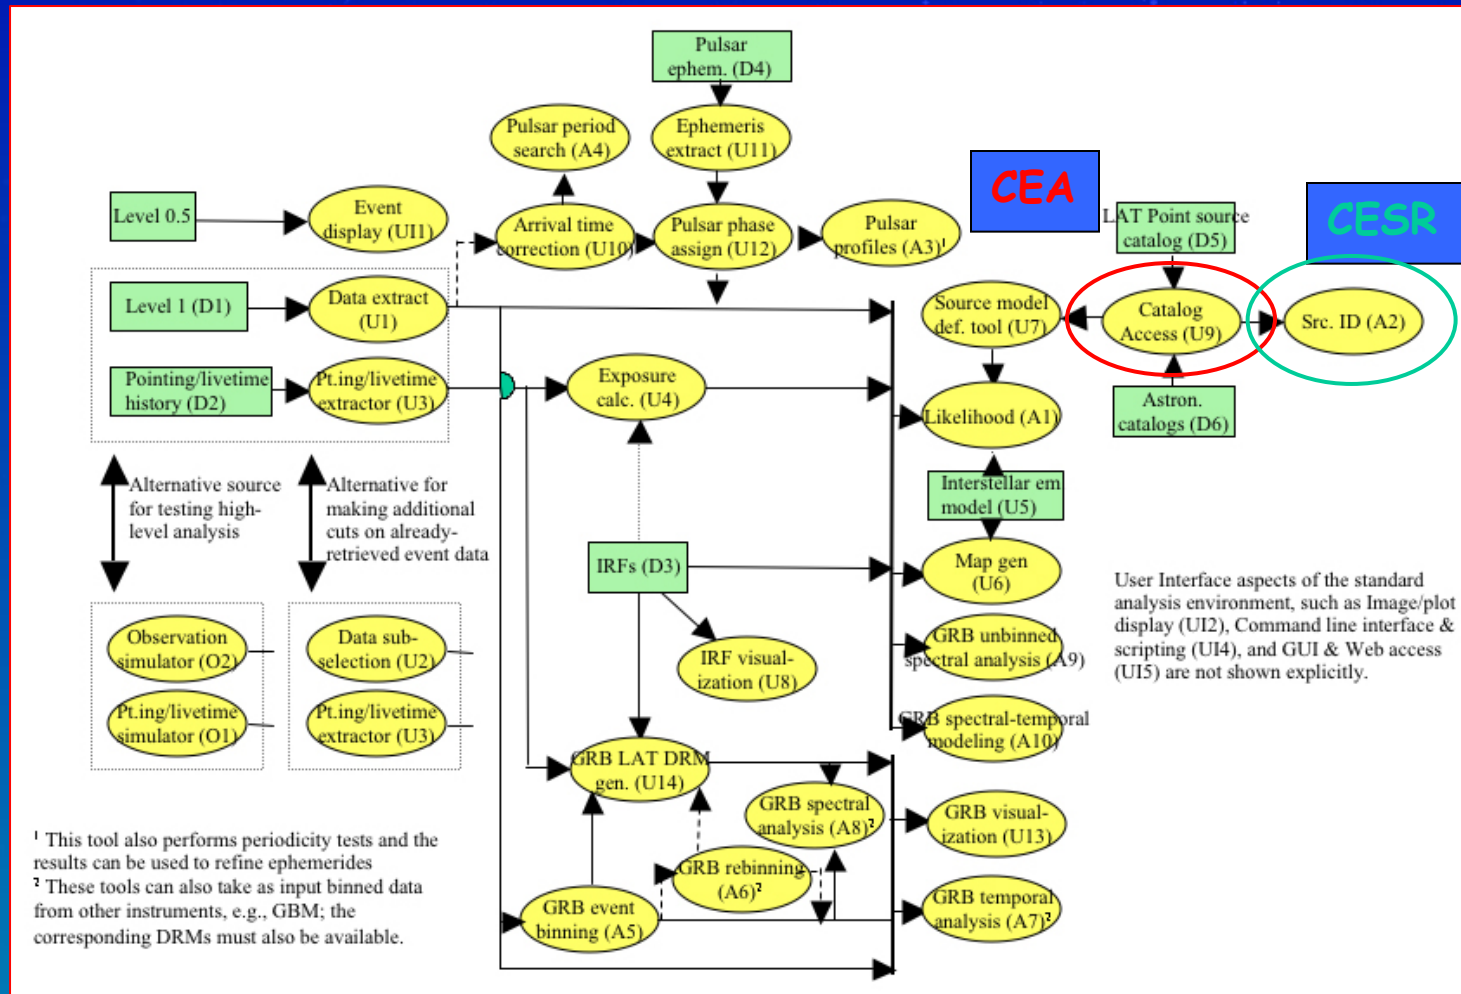 Pulsar
ephem. (D4)
Pulsar period
search (A4)
Ephemeris
extract (U11)
CEA
CESR
Level 0.5
Event
display (UI1)
Arrival time
correction (U10)
Pulsar phase
assign (U12)
Pulsar
profiles (A3)¹
LAT Point source
catalog (D5)
Level 1 (D1)
Data extract
(U1)
Source model
def. tool (U7)
Catalog
Access (U9)
Src. ID (A2)
Pointing/livetime
history (D2)
Pt.ing/livetime
extractor (U3)
Exposure
calc. (U4)
Likelihood (A1)
Astron.
catalogs (D6)
Alternative source
for testing high-
level analysis
Alternative for
making additional
cuts on already-
retrieved event data
Interstellar em
model (U5)
IRFs (D3)
Map gen
(U6)
User Interface aspects of the standard
analysis environment, such as Image/plot
display (UI2), Command line interface &
scripting (UI4), and GUI & Web access
(UI5) are not shown explicitly.
Observation
simulator (O2)
Data sub-
selection (U2)
IRF visual-
ization (U8)
GRB unbinned
spectral analysis (A9)
Pt.ing/livetime
simulator (O1)
Pt.ing/livetime
extractor (U3)
GRB spectral-temporal
modeling (A10)
GRB LAT DRM
gen. (U14)
GRB spectral
analysis (A8)²
GRB visual-
ization (U13)
GRB rebinning
(A6)²
GRB event
binning (A5)
GRB temporal
analysis (A7)²
¹ This tool also performs periodicity tests and the
results can be used to refine ephemerides
² These tools can also take as input binned data
from other instruments, e.g., GBM; the
corresponding DRMs must also be available.